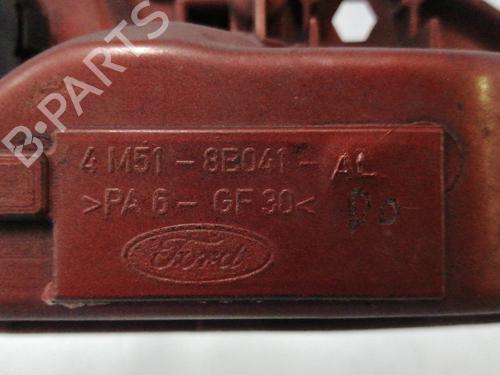 B-PARTS
4 M51 - 8B041 - AL
>PA 6 - GF 30<
Ford